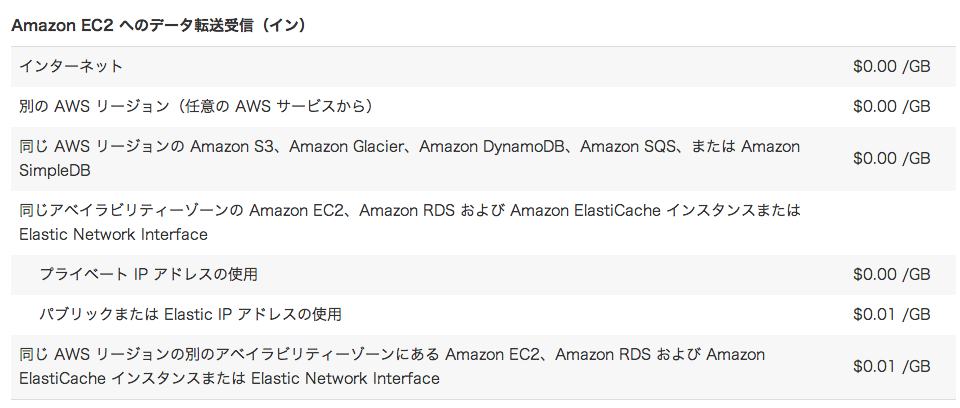 Amazon EC2 へのデータ転送受信（イン）
インターネット $0.00 /GB
別の AWS リージョン（任意の AWS サービスから） $0.00 /GB
同じ AWS リージョンの Amazon S3、Amazon Glacier、Amazon DynamoDB、Amazon SQS、または Amazon
SimpleDB $0.00 /GB
同じアベイラビリティーゾーンの Amazon EC2、Amazon RDS および Amazon ElastiCache インスタンスまたは
Elastic Network Interface
プライベート IP アドレスの使用 $0.00 /GB
パブリックまたは Elastic IP アドレスの使用 $0.01 /GB
同じ AWS リージョンの別のアベイラビリティーゾーンにある Amazon EC2、Amazon RDS および Amazon
ElastiCache インスタンスまたは Elastic Network Interface $0.01 /GB